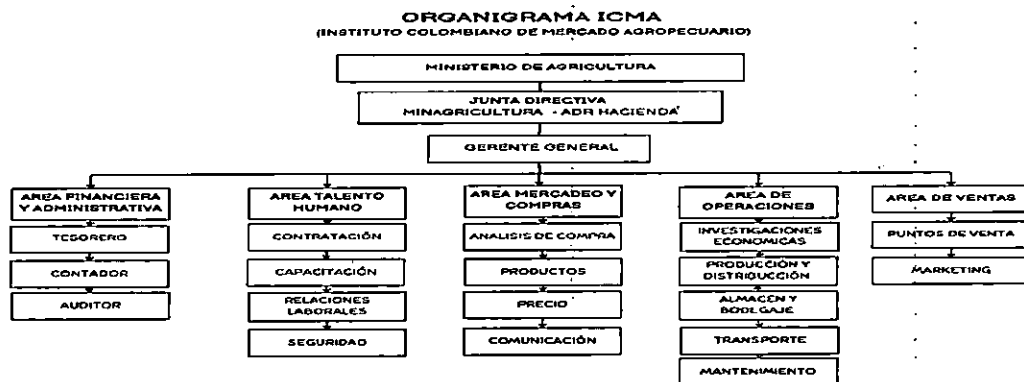 ORGANIGRAMA ICMA
(INSTITUTO COLOMBIANO DE MERCADO AGROPECUARIO)
MINISTERIO DE AGRICULTURA
JUNTA DIRECTIVA
MINAGRICULTURA - ADR HACIENDA
GERENTE GENERAL
AREA FINANCIERA
Y ADMINISTRATIVA
TESORERO
CONTADOR
AUDITOR
AREA TALENTO
HUMANO
CONTRATACIÓN
CAPACITACIÓN
RELACIONES
LABORALES
SEGURIDAD
AREA MERCADEO Y
COMPRAS
ANALISIS DE COMPRA
PRODUCTOS
PRECIO
COMUNICACIÓN
AREA DE
OPERACIONES
INVESTIGACIONES
ECONOMICAS
PRODUCCIÓN Y
DISTRIBUCCIÓN
ALMACEN Y
BODEGAJE
TRANSPORTE
MANTENIMIENTO
AREA DE VENTAS
PUNTOS DE VENTA
MARKETING